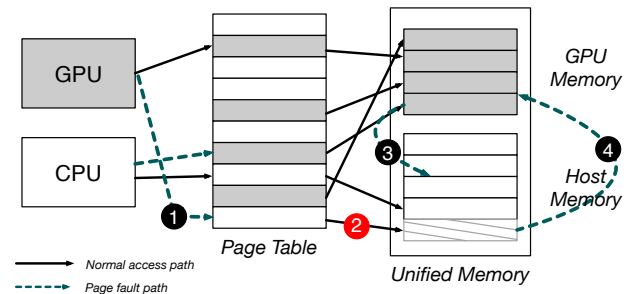 GPU
CPU
1
2
3
4
GPU
Memory
Host
Memory
Page Table
Unified Memory
Normal access path
Page fault path